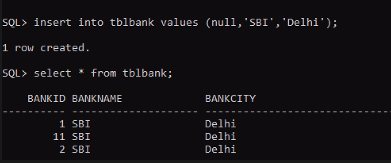 SQL> insert into tblbank values (null,'SBI','Delhi');
1 row created.
SQL> select * from tblbank;
BANKID BANKNAME BANKCITY
---------- -------------------- --------------------
1 SBI Delhi
11 SBI Delhi
2 SBI Delhi